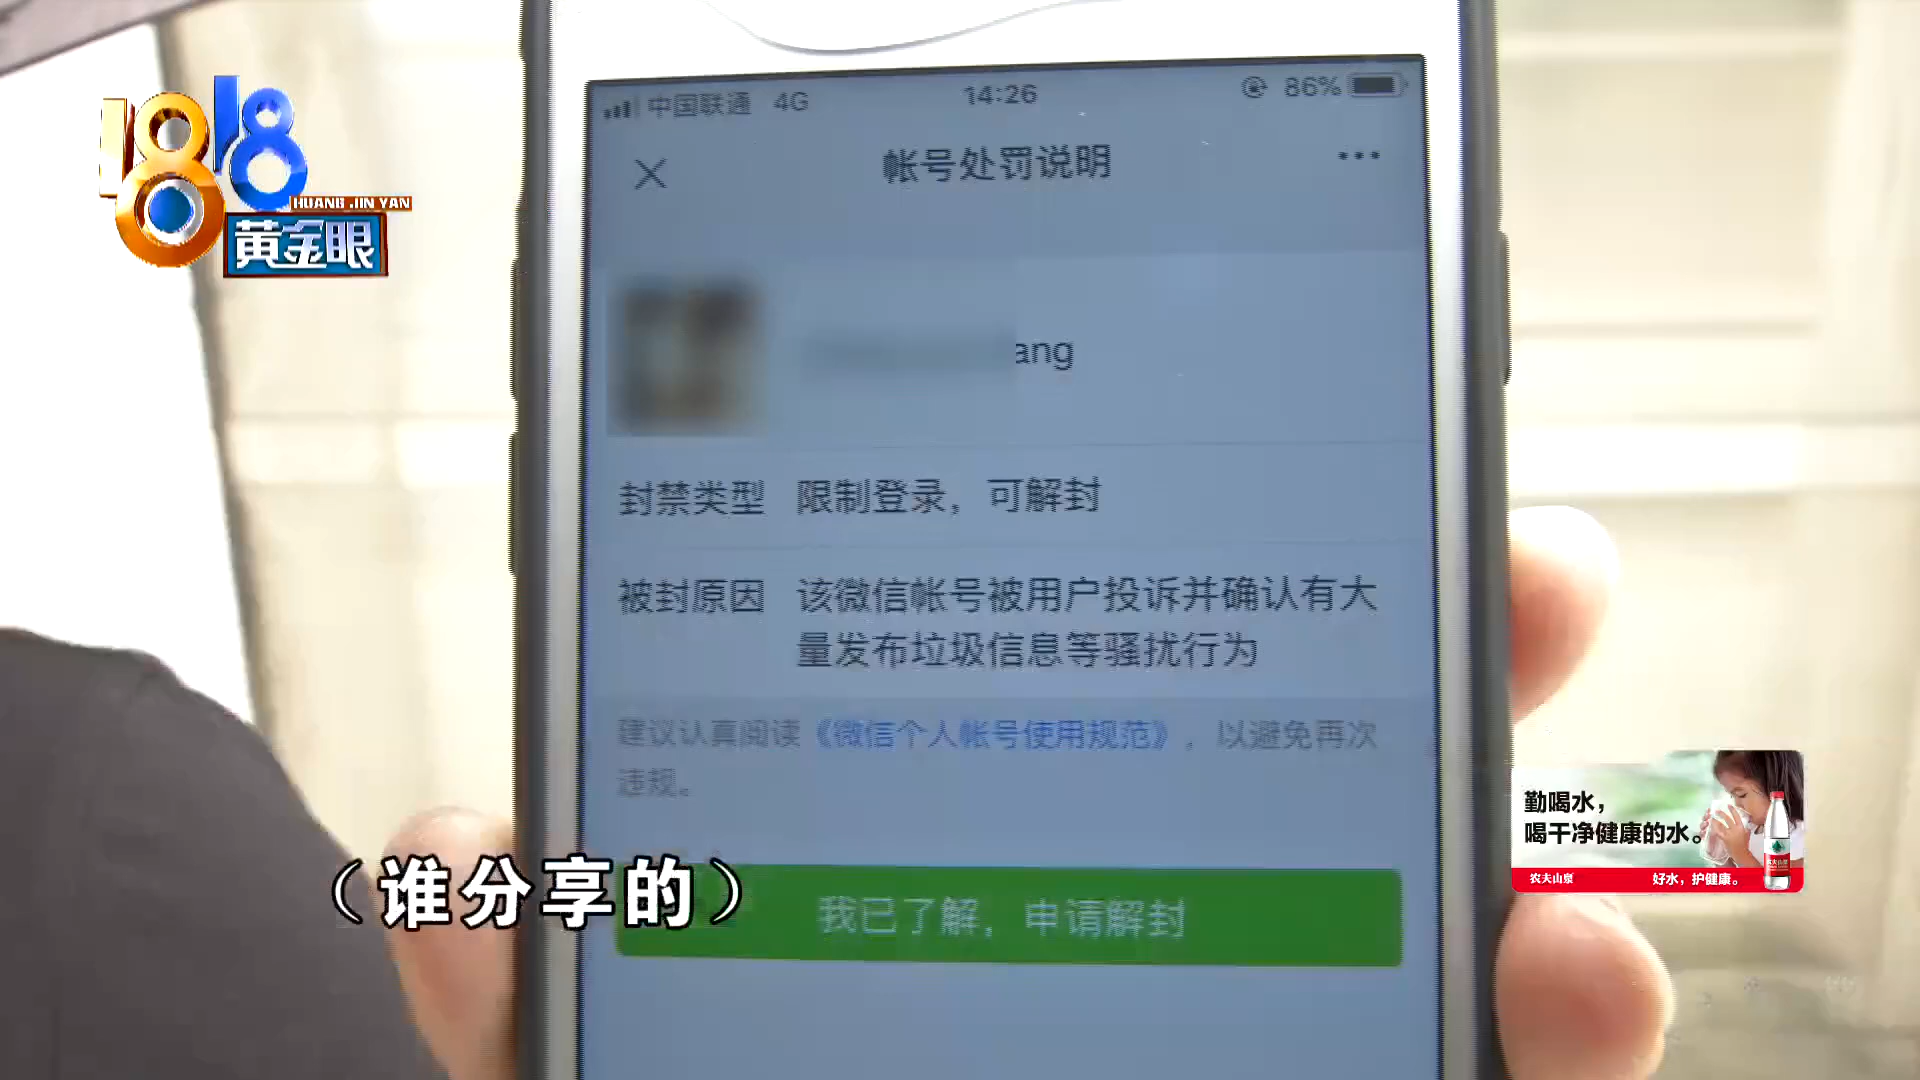 1818
HUANG JIN YAN
黄金眼
中国联通 4G 14:26 86%
帐号处罚说明
ang
封禁类型 限制登录，可解封
被封原因 该微信帐号被用户投诉并确认有大
量发布垃圾信息等骚扰行为
建议认真阅读《微信个人帐号使用规范》，以避免再次
违规。
我已了解，申请解封
（谁分享的）
勤喝水，
喝干净健康的水。
农夫山泉 好水，护健康。